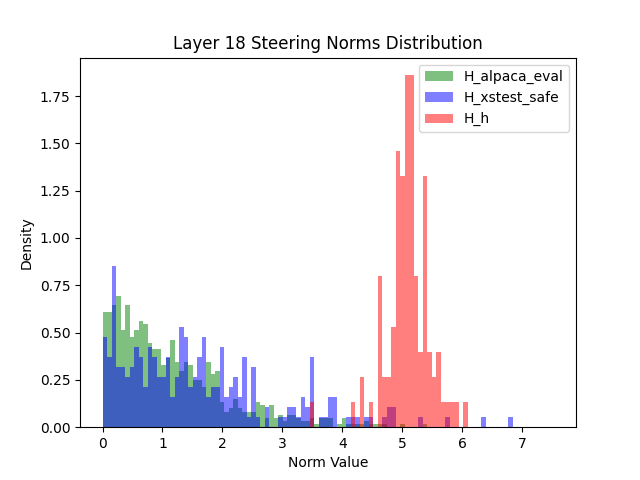 Layer 18 Steering Norms Distribution
H_alpaca_eval
H_xstest_safe
H_h
1.75
1.50
1.25
1.00
0.75
0.50
0.25
0.00
Density
0 1 2 3 4 5 6 7
Norm Value